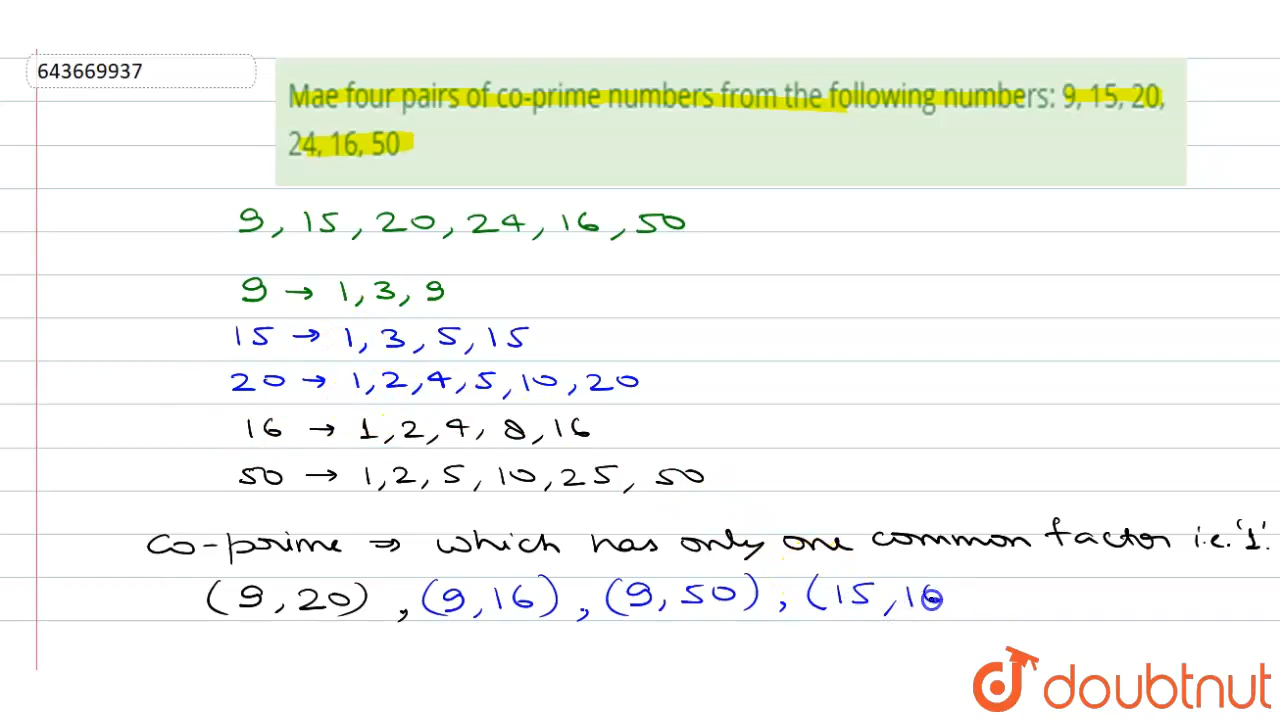 643669937
Mae four pairs of co-prime numbers from the following numbers: 9, 15, 20,
24, 16, 50
9, 15, 20, 24, 16, 50
9 → 1, 3, 9
15 → 1, 3, 5, 15
20 → 1, 2, 4, 5, 10, 20
16 → 1, 2, 4, 8, 16
50 → 1, 2, 5, 10, 25, 50
co-prime ⇒ which has only one common factor i.e. '1'.
(9, 20), (9, 16), (9, 50), (15, 16
doubtnut